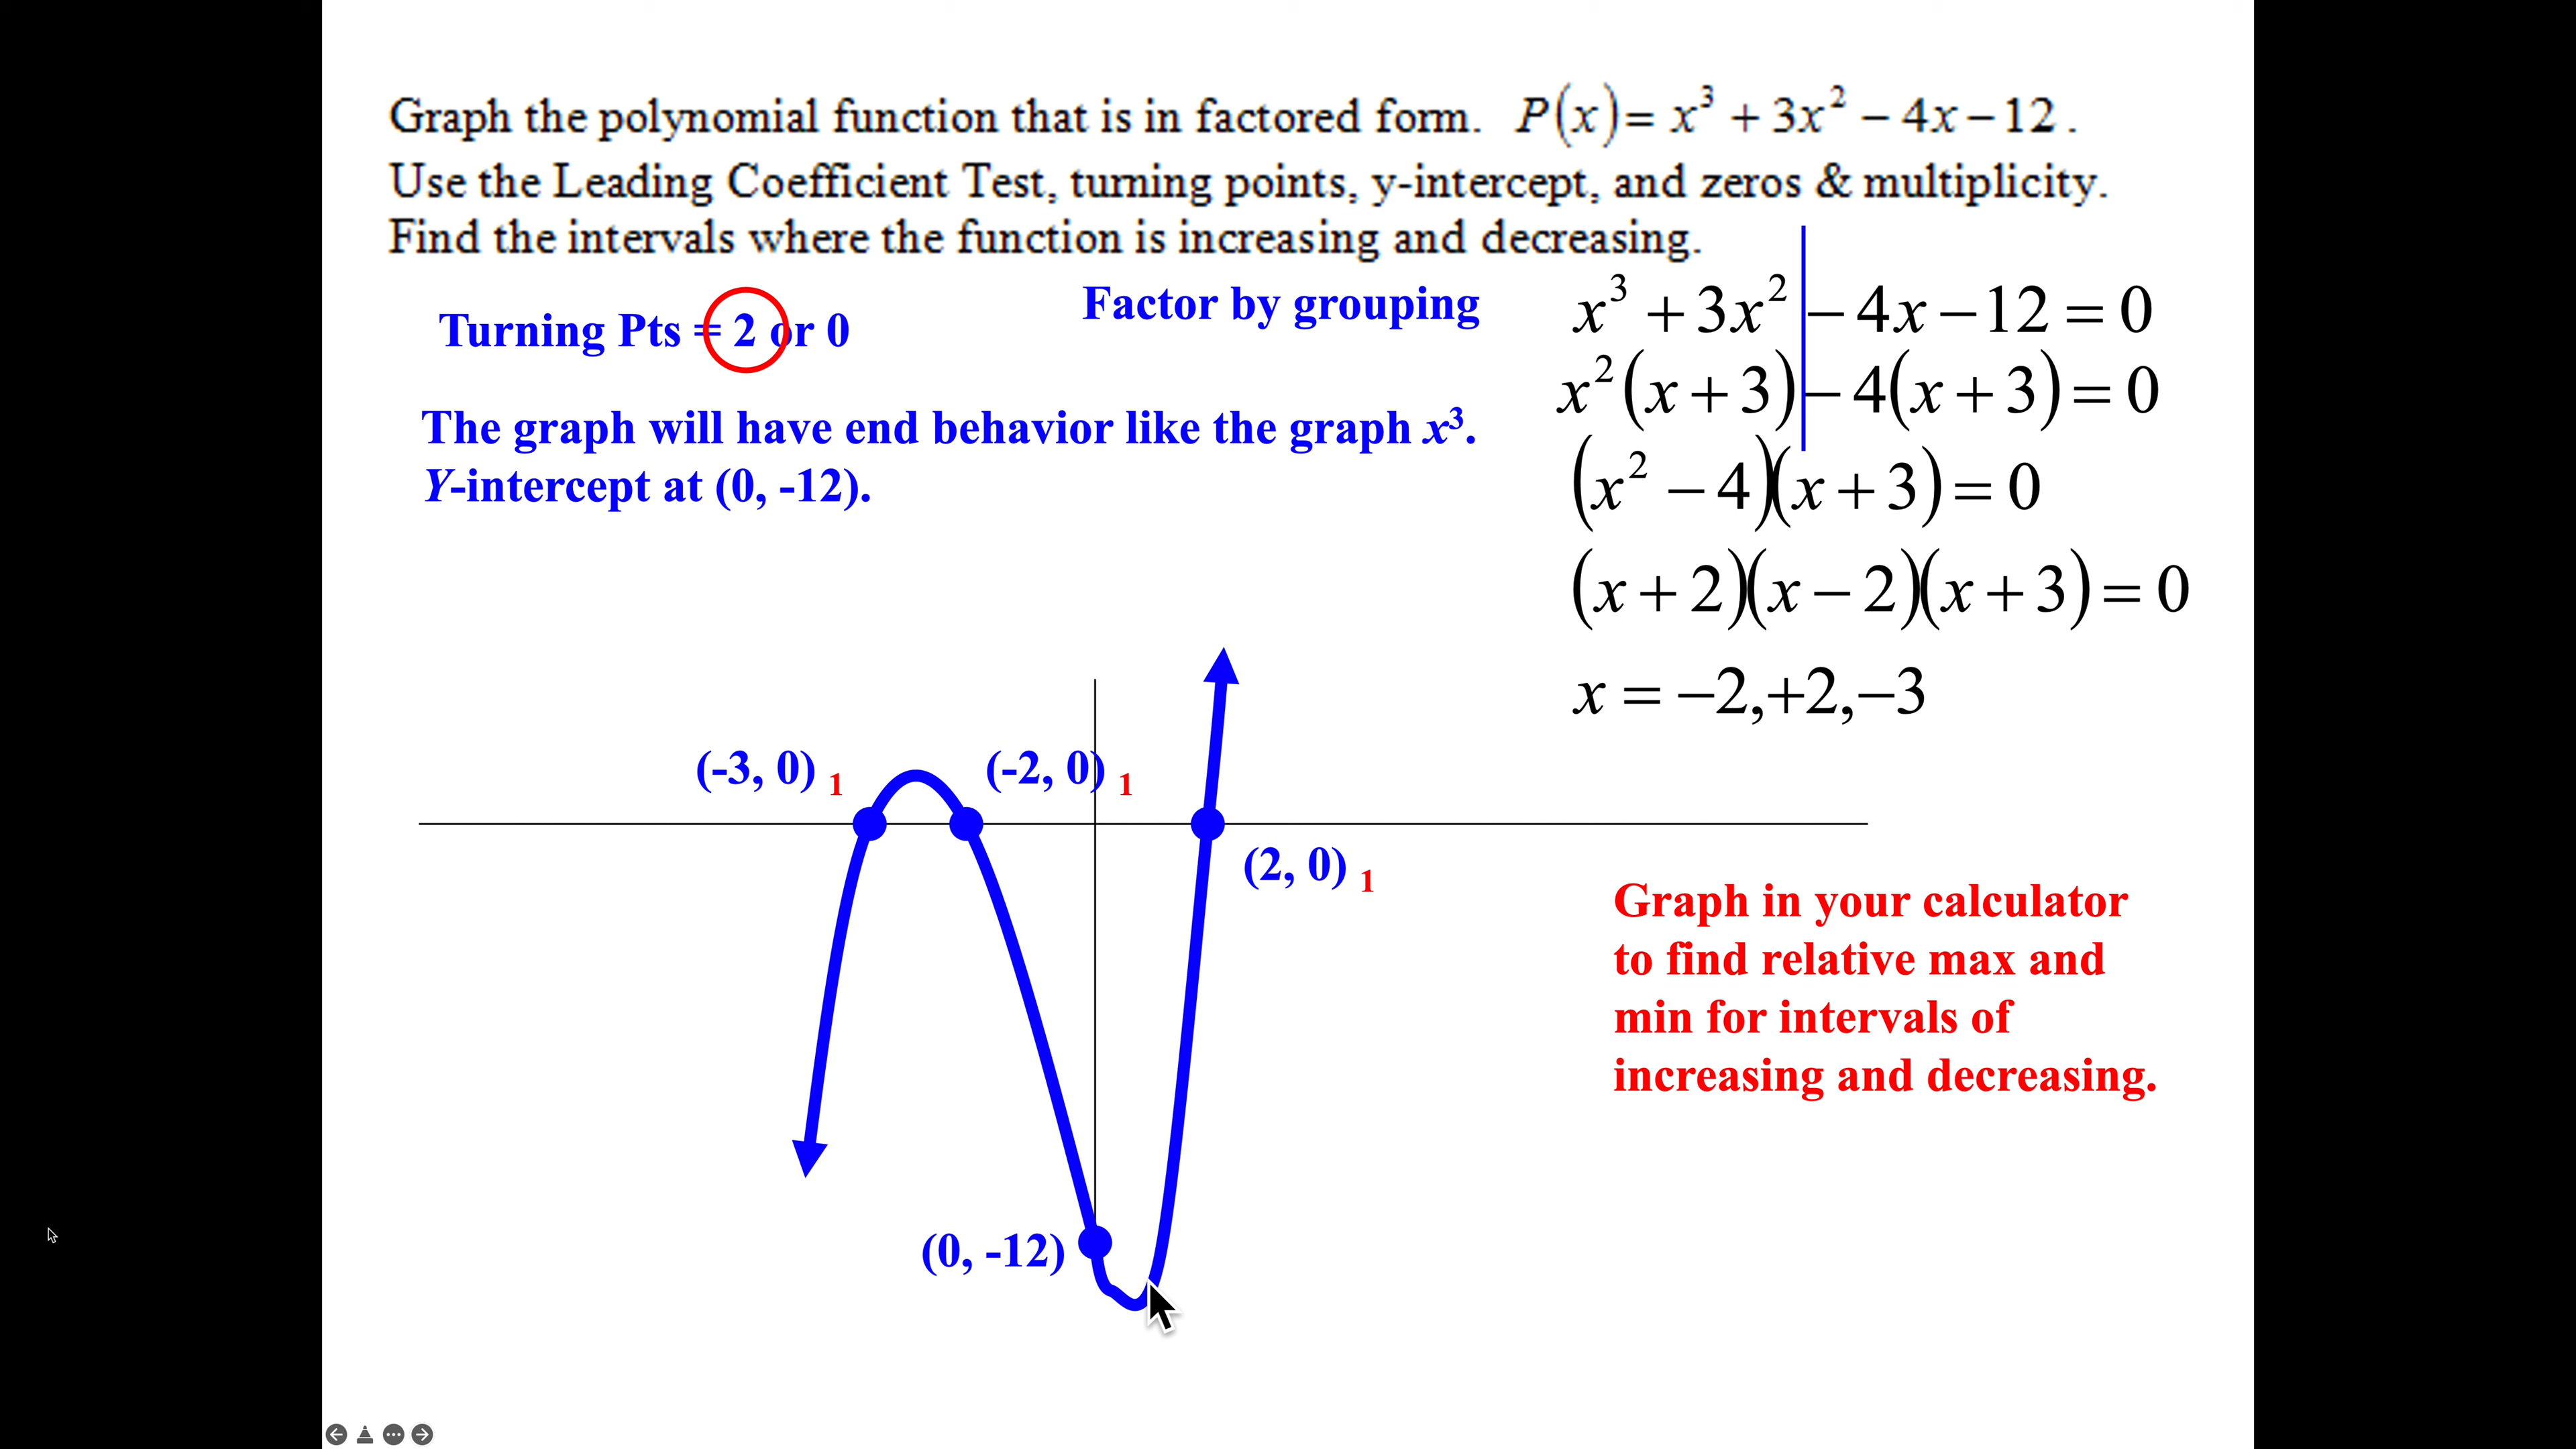 Graph the polynomial function that is in factored form. P(x) = x³ + 3x² − 4x − 12.
Use the Leading Coefficient Test, turning points, y-intercept, and zeros & multiplicity.
Find the intervals where the function is increasing and decreasing.
Turning Pts = 2 or 0
The graph will have end behavior like the graph x³.
Y-intercept at (0, -12).
Factor by grouping
x³ + 3x² − 4x − 12 = 0
x²(x + 3) − 4(x + 3) = 0
(x² − 4)(x + 3) = 0
(x + 2)(x − 2)(x + 3) = 0
x = −2,+2,−3
(-3, 0) 1
(-2, 0) 1
(2, 0) 1
(0, -12)
Graph in your calculator
to find relative max and
min for intervals of
increasing and decreasing.